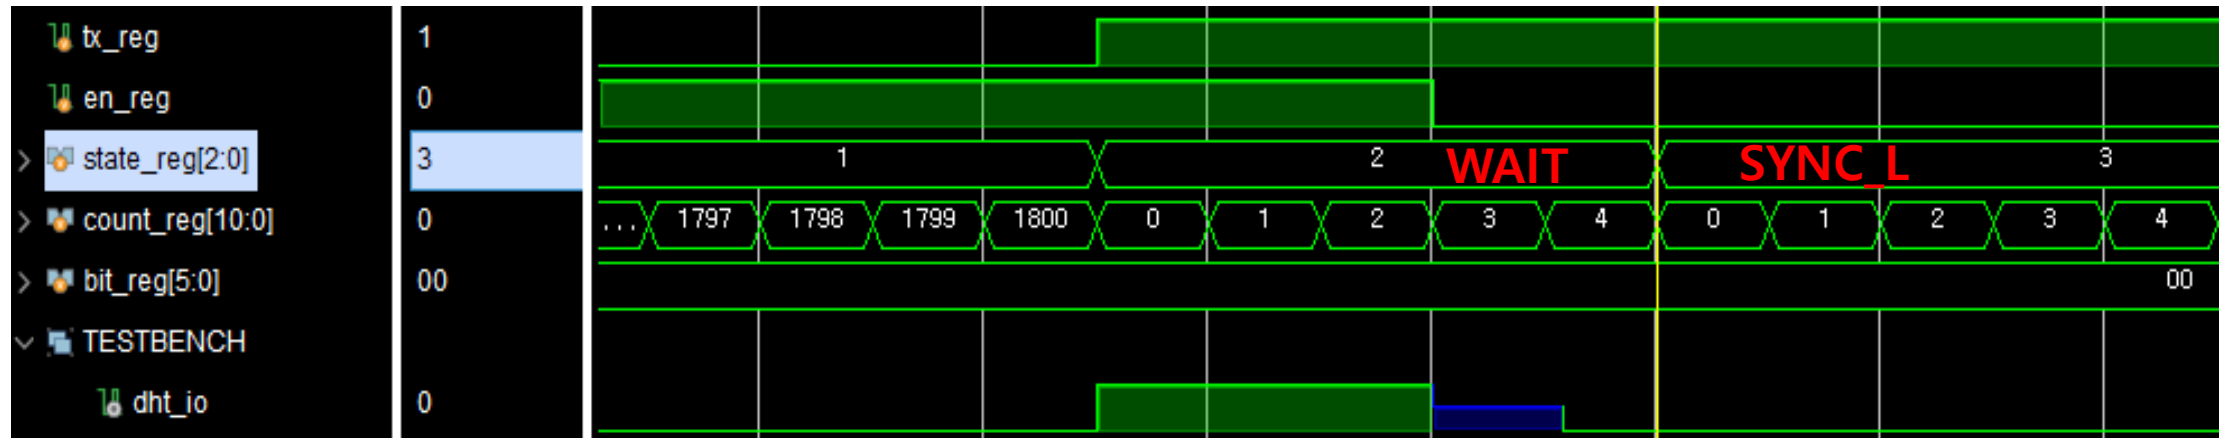 tx_reg 1
en_reg 0
state_reg[2:0] 3 1 2 WAIT SYNC_L 3
count_reg[10:0] 0 ... 1797 1798 1799 1800 0 1 2 3 4 0 1 2 3 4
bit_reg[5:0] 00 00
TESTBENCH
dht_io 0